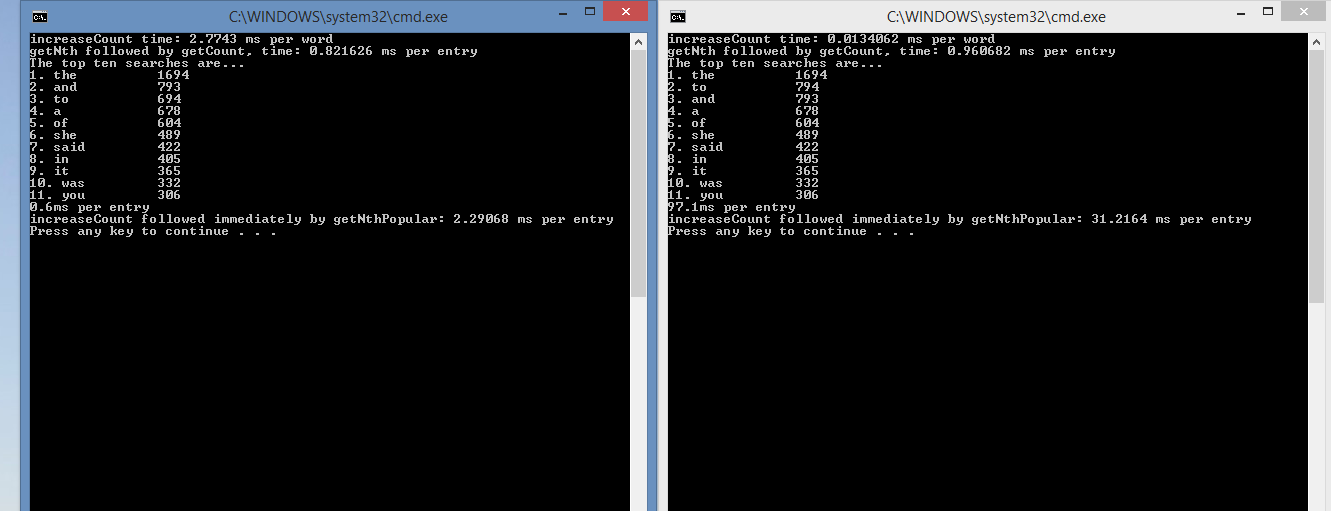 C:\WINDOWS\system32\cmd.exe
increaseCount time: 2.7743 ms per word
getNth followed by getCount, time: 0.821626 ms per entry
The top ten searches are...
1. the 1694
2. and 793
3. to 694
4. a 678
5. of 604
6. she 489
7. said 422
8. in 405
9. it 365
10. was 332
11. you 306
0.6ms per entry
increaseCount followed immediately by getNthPopular: 2.29068 ms per entry
Press any key to continue . . .
C:\WINDOWS\system32\cmd.exe
increaseCount time: 0.0134062 ms per word
getNth followed by getCount, time: 0.960682 ms per entry
The top ten searches are...
1. the 1694
2. to 794
3. and 793
4. a 678
5. of 604
6. she 489
7. said 422
8. in 405
9. it 365
10. was 332
11. you 306
97.1ms per entry
increaseCount followed immediately by getNthPopular: 31.2164 ms per entry
Press any key to continue . . .